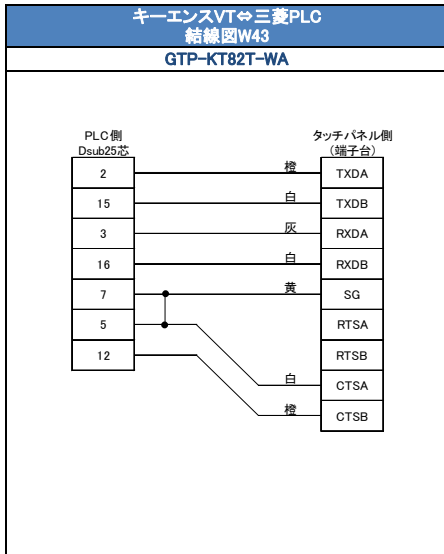 キーエンスVT⇔三菱PLC
結線図W43
GTP-KT82T-WA
PLC側
Dsub25芯
タッチパネル側
（端子台）
2
橙
TXDA
15
白
TXDB
3
灰
RXDA
16
白
RXDB
7
黄
SG
5
RTSA
12
RTSB
白
CTSA
橙
CTSB